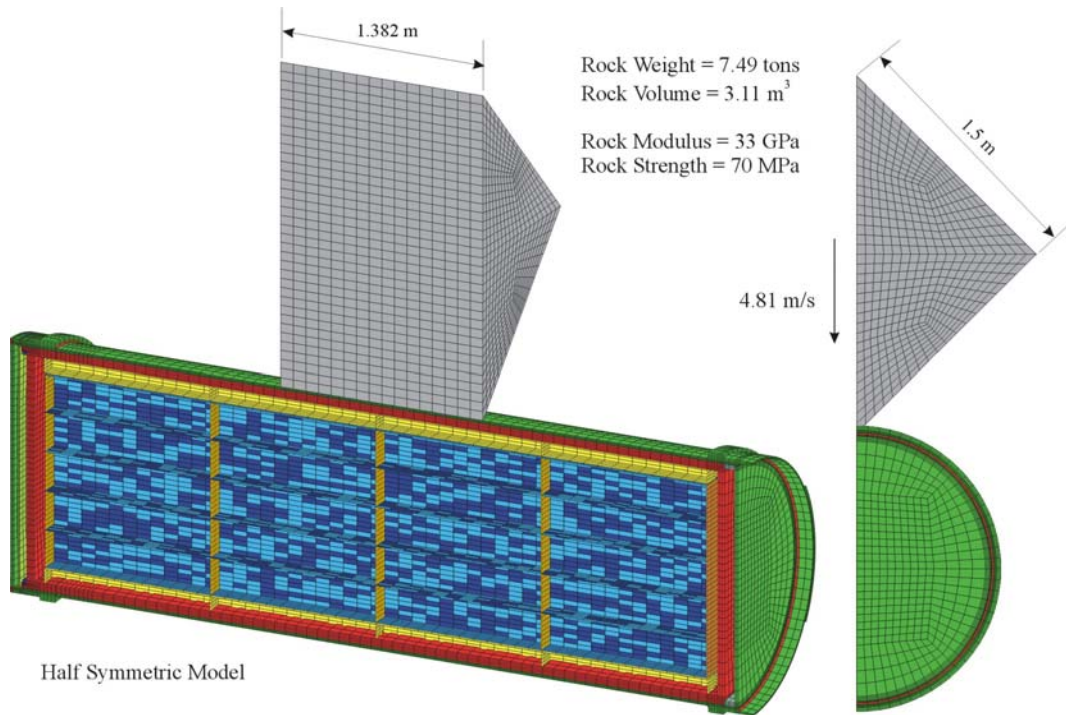 1.382 m
Rock Weight = 7.49 tons
Rock Volume = 3.11 m³
Rock Modulus = 33 GPa
Rock Strength = 70 MPa
1.5 m
4.81 m/s
Half Symmetric Model